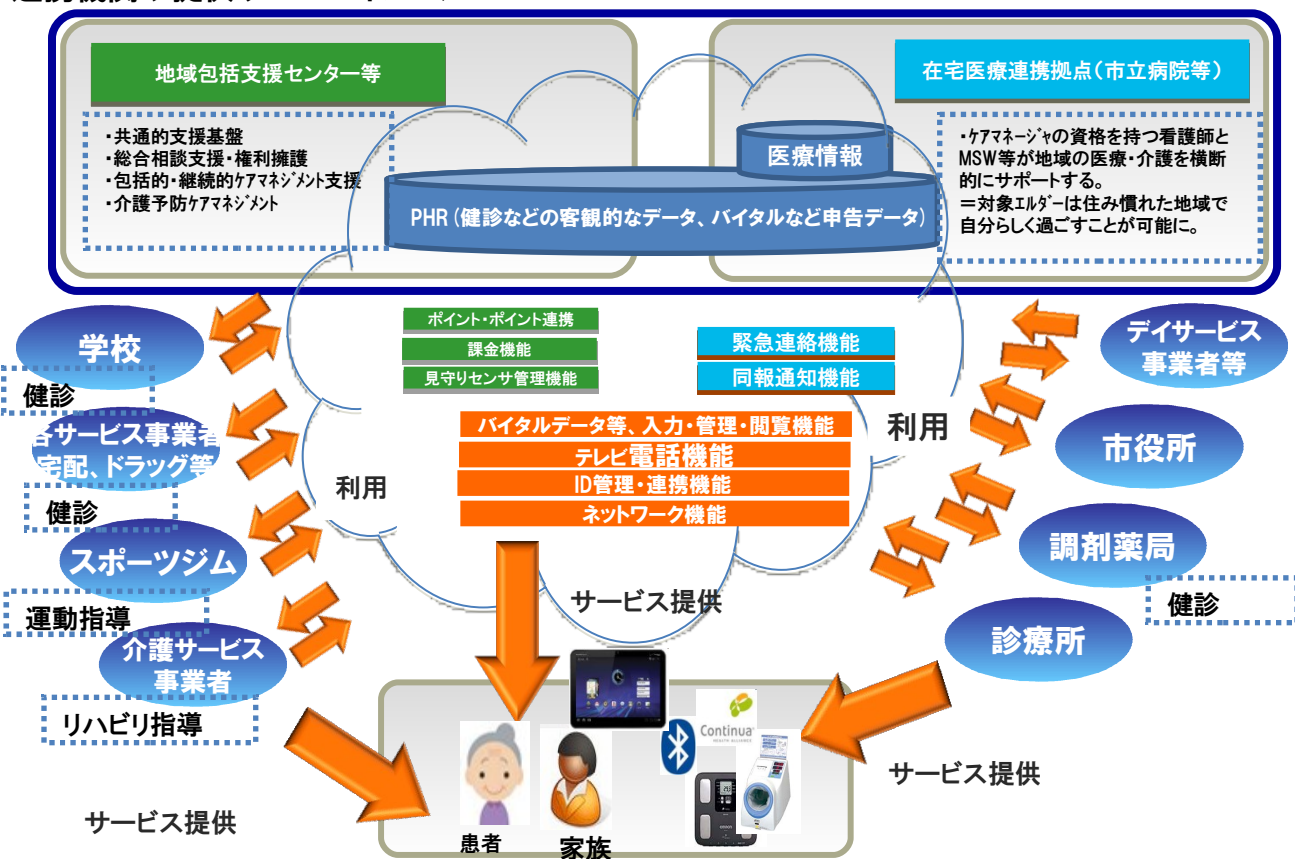 地域包括支援センター等
・共通的支援基盤
・総合相談支援・権利擁護
・包括的・継続的ｹｱﾏﾈｼﾞﾒﾝﾄ支援
・介護予防ｹｱﾏﾈｼﾞﾒﾝﾄ
在宅医療連携拠点(市立病院等)
・ｹｱﾏﾈｰｼﾞｬの資格を持つ看護師と
MSW等が地域の医療・介護を横断
的にサポートする。
＝対象ｴﾙﾀﾞｰは住み慣れた地域で
自分らしく過ごすことが可能に。
医療情報
PHR(健診などの客観的なデータ、バイタルなど申告データ)
ポイント・ポイント連携
課金機能
見守りセンサ管理機能
緊急連絡機能
同報通知機能
バイタルデータ等、入力・管理・閲覧機能
テレビ電話機能
ID管理・連携機能
ネットワーク機能
利用
利用
学校
健診
各サービス事業者
宅配、ドラッグ等
健診
スポーツジム
運動指導
介護サービス
事業者
リハビリ指導
デイサービス
事業者等
市役所
調剤薬局
健診
診療所
サービス提供
サービス提供
サービス提供
Continua
HEALTH ALLIANCE
患者
家族